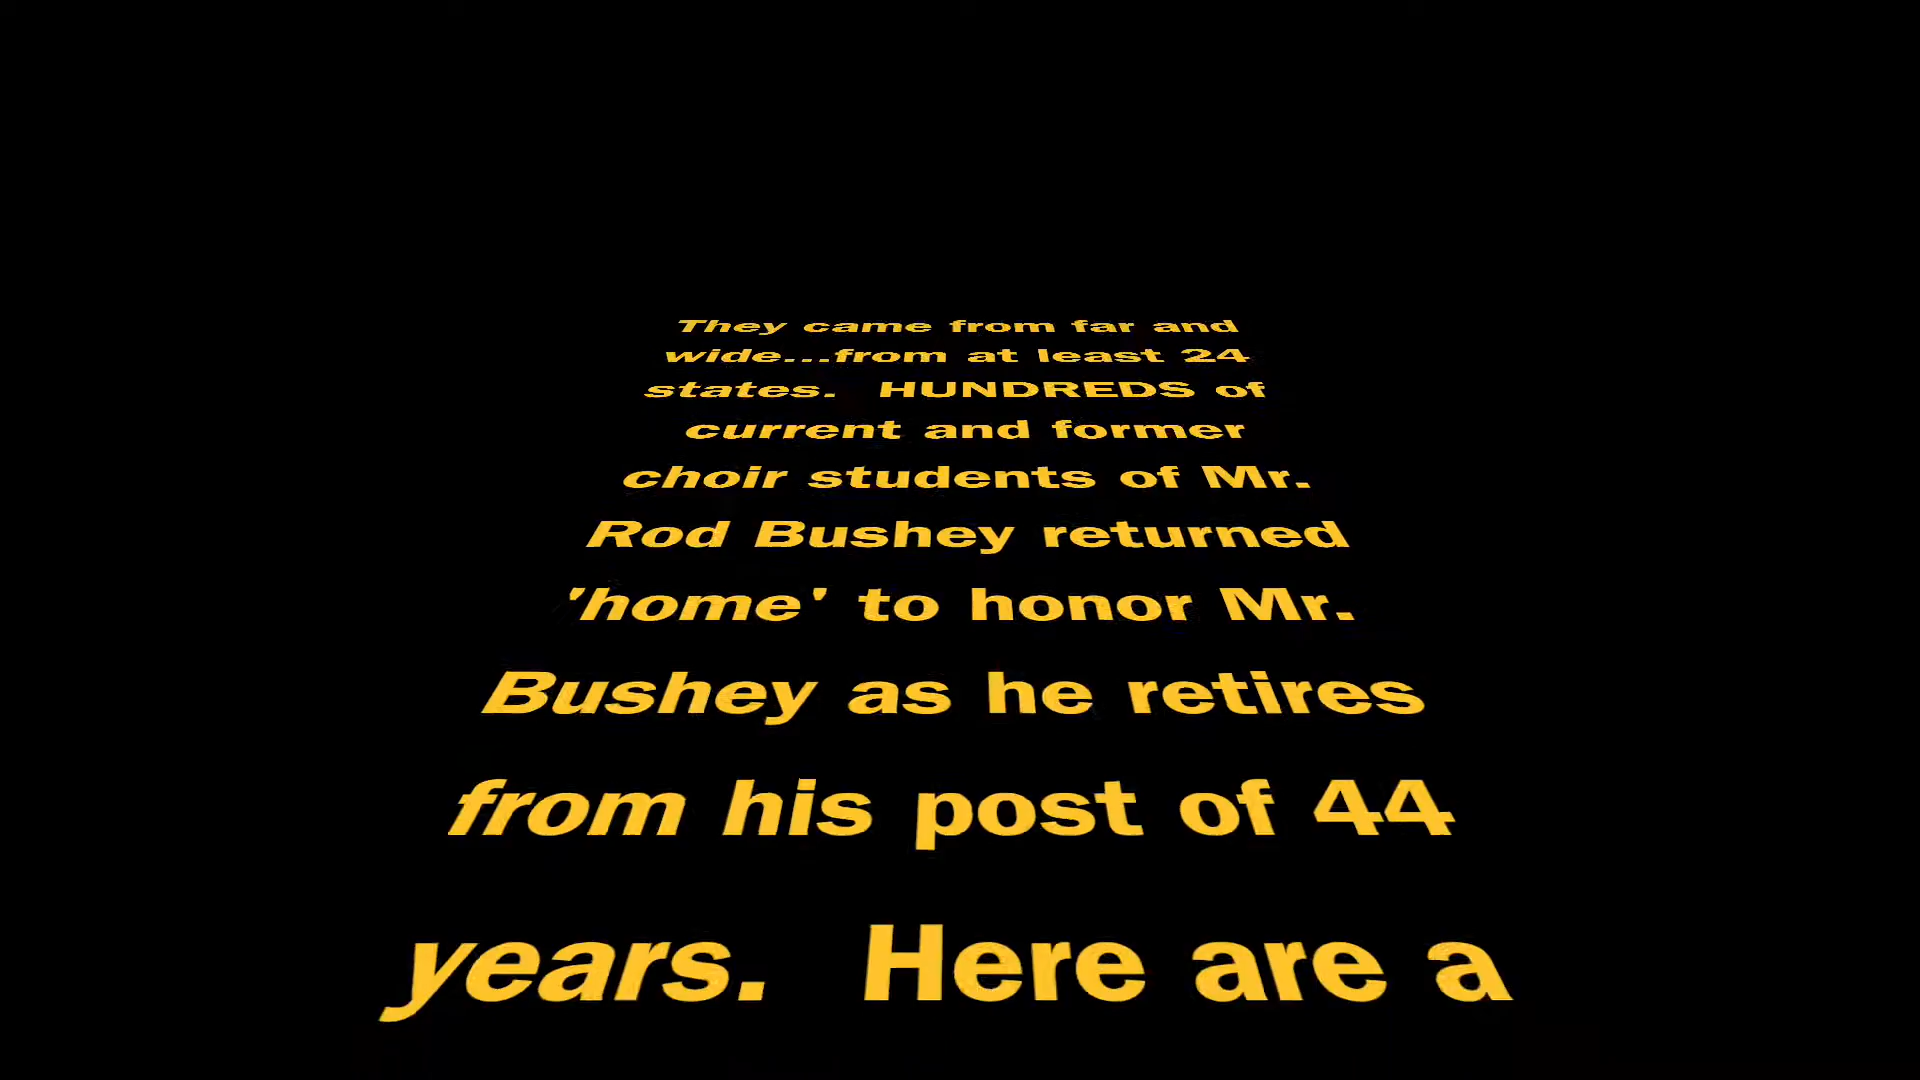 They came from far and
wide...from at least 24
states.  HUNDREDS of
current and former
choir students of Mr.
Rod Bushey returned
'home' to honor Mr.
Bushey as he retires
from his post of 44
years.  Here are a